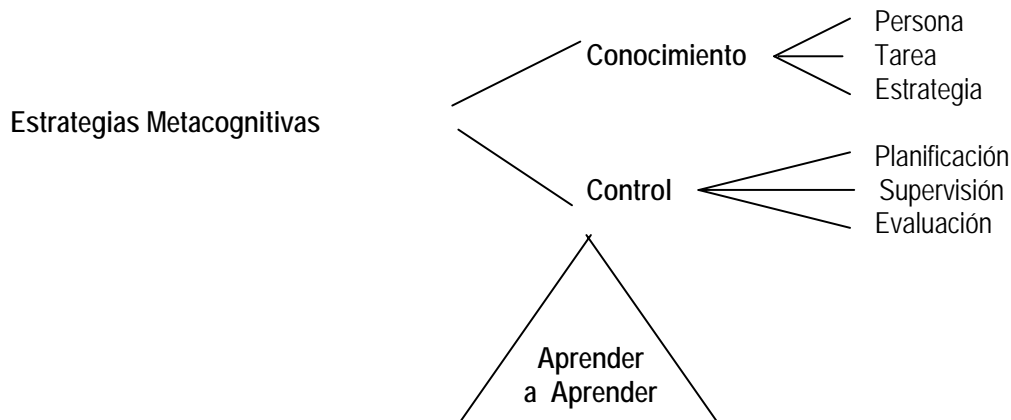 Estrategias Metacognitivas
Conocimiento
Persona
Tarea
Estrategia
Control
Planificación
Supervisión
Evaluación
Aprender
a Aprender